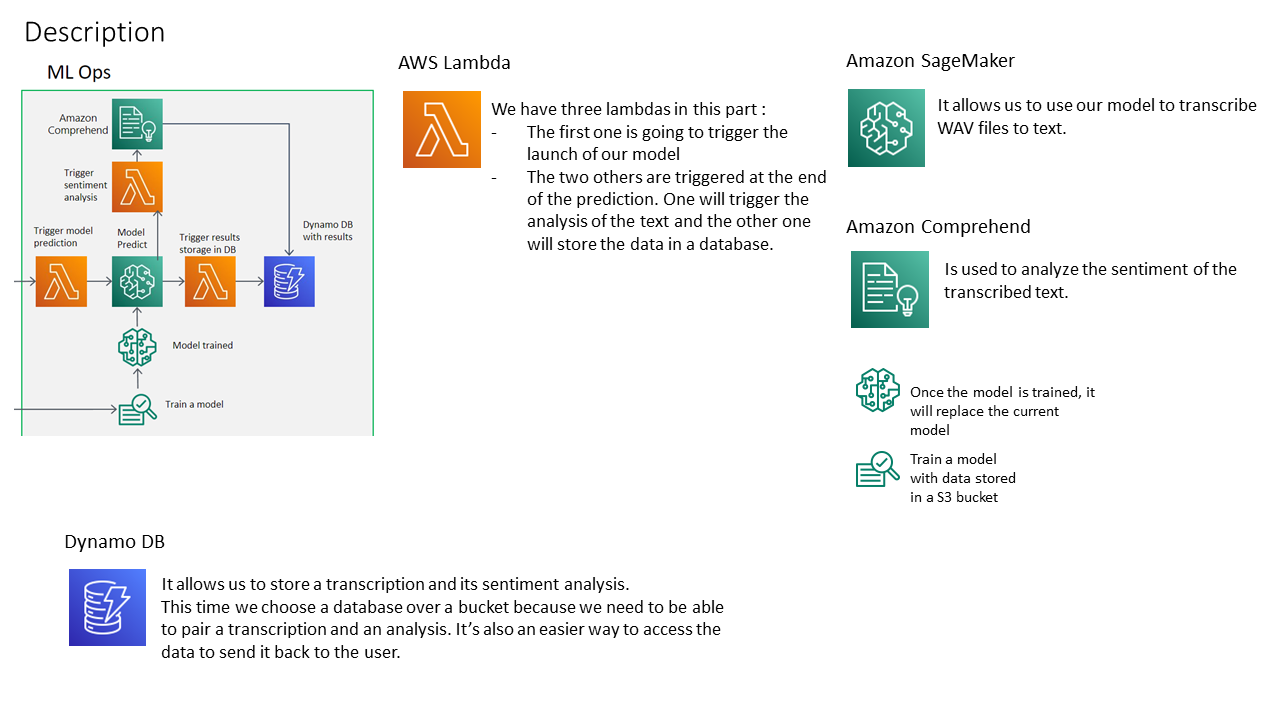 Description
ML Ops
Amazon
Comprehend
Trigger
sentiment
analysis
Trigger model
prediction
Model
Predict
Trigger results
storage in DB
Dynamo DB
with results
Model trained
Train a model
AWS Lambda
We have three lambdas in this part :
- The first one is going to trigger the
launch of our model
- The two others are triggered at the end
of the prediction. One will trigger the
analysis of the text and the other one
will store the data in a database.
Amazon SageMaker
It allows us to use our model to transcribe
WAV files to text.
Amazon Comprehend
Is used to analyze the sentiment of the
transcribed text.
Once the model is trained, it
will replace the current
model
Train a model
with data stored
in a S3 bucket
Dynamo DB
It allows us to store a transcription and its sentiment analysis.
This time we choose a database over a bucket because we need to be able
to pair a transcription and an analysis. It’s also an easier way to access the
data to send it back to the user.